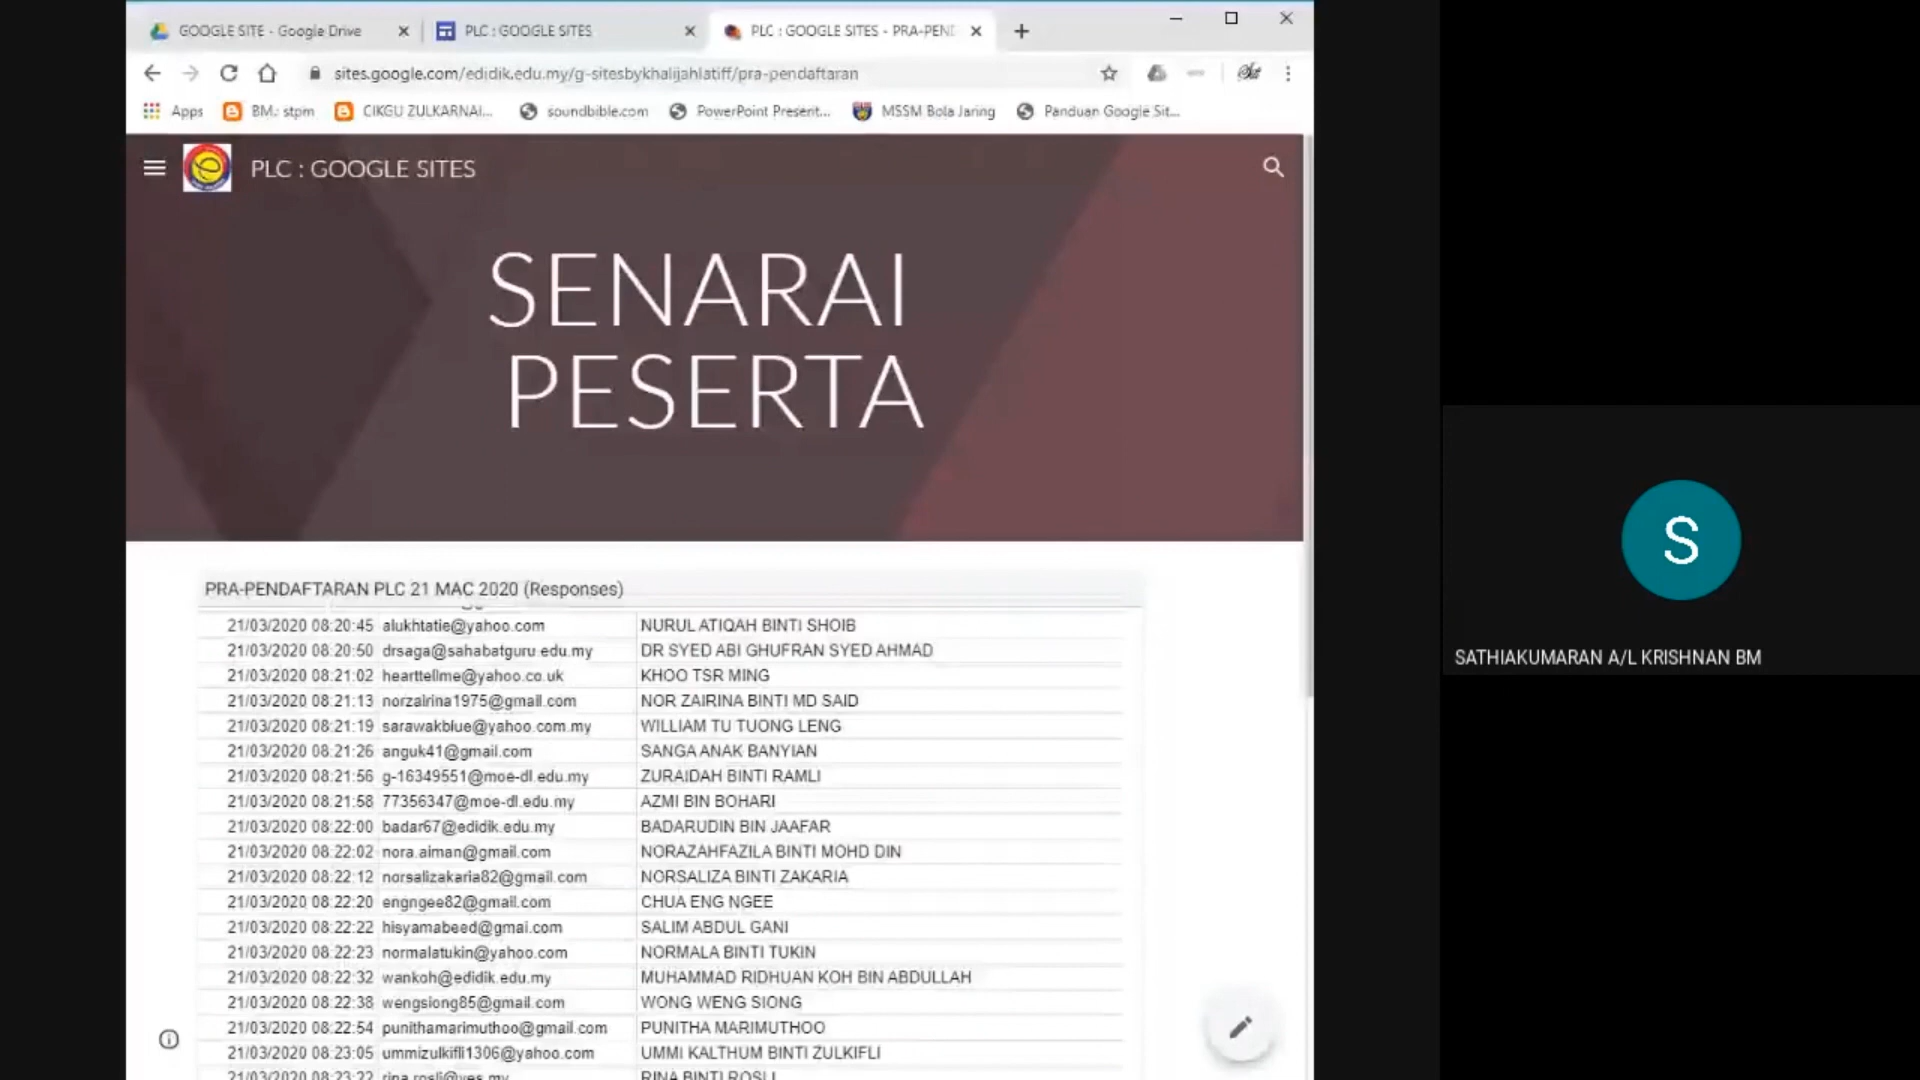 GOOGLE SITE - Google Drive
PLC : GOOGLE SITES
PLC : GOOGLE SITES - PRA-PEND
sites.google.com/edidik.edu.my/g-sitesbykhalijahlatiff/pra-pendaftaran
Apps
BM.: stpm
CIKGU ZULKARNAI...
soundbible.com
PowerPoint Present...
MSSM Bola Jaring
Panduan Google Sit...
PLC : GOOGLE SITES
SENARAI
PESERTA
PRA-PENDAFTARAN PLC 21 MAC 2020 (Responses)
21/03/2020 08:20:45 alukhtatie@yahoo.com NURUL ATIQAH BINTI SHOIB
21/03/2020 08:20:50 drsaga@sahabatguru.edu.my DR SYED ABI GHUFRAN SYED AHMAD
21/03/2020 08:21:02 hearttellme@yahoo.co.uk KHOO TSR MING
21/03/2020 08:21:13 norzairina1975@gmail.com NOR ZAIRINA BINTI MD SAID
21/03/2020 08:21:19 sarawakblue@yahoo.com.my WILLIAM TU TUONG LENG
21/03/2020 08:21:26 anguk41@gmail.com SANGA ANAK BANYIAN
21/03/2020 08:21:56 g-16349551@moe-dl.edu.my ZURAIDAH BINTI RAMLI
21/03/2020 08:21:58 77356347@moe-dl.edu.my AZMI BIN BOHARI
21/03/2020 08:22:00 badar67@edidik.edu.my BADARUDIN BIN JAAFAR
21/03/2020 08:22:02 nora.aiman@gmail.com NORAZAHFAZILA BINTI MOHD DIN
21/03/2020 08:22:12 norsalizakaria82@gmail.com NORSALIZA BINTI ZAKARIA
21/03/2020 08:22:20 engngee82@gmail.com CHUA ENG NGEE
21/03/2020 08:22:22 hisyamabeed@gmai.com SALIM ABDUL GANI
21/03/2020 08:22:23 normalatukin@yahoo.com NORMALA BINTI TUKIN
21/03/2020 08:22:32 wankoh@edidik.edu.my MUHAMMAD RIDHUAN KOH BIN ABDULLAH
21/03/2020 08:22:38 wengsiong85@gmail.com WONG WENG SIONG
21/03/2020 08:22:54 punithamarimuthoo@gmail.com PUNITHA MARIMUTHOO
21/03/2020 08:23:05 ummizulkifli1306@yahoo.com UMMI KALTHUM BINTI ZULKIFLI
21/03/2020 08:23:22 rina.rosli@yes.my RINA BINTI ROSLI
S
SATHIAKUMARAN A/L KRISHNAN BM